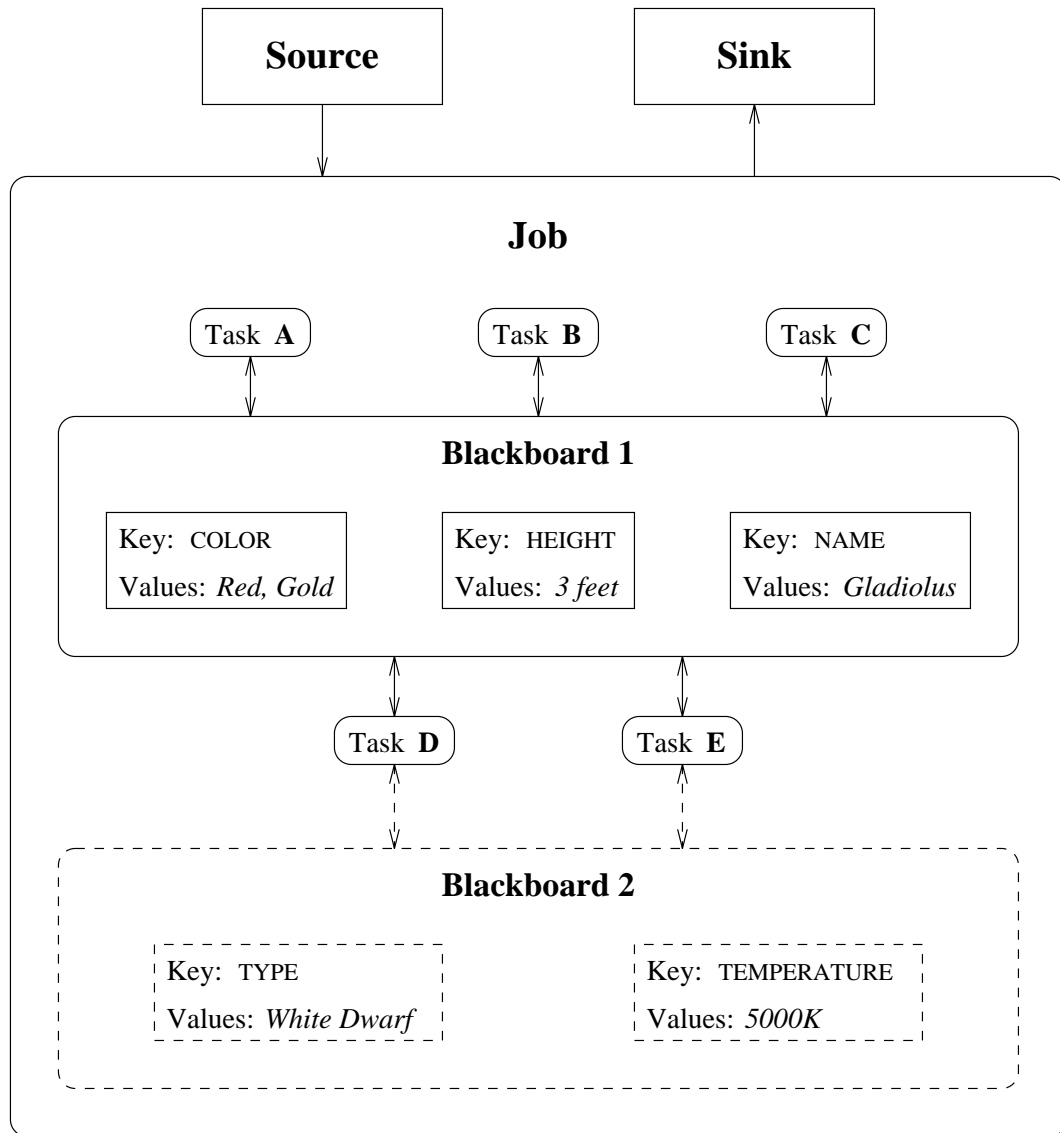 Source
Sink
Job
Task A
Task B
Task C
Blackboard 1
Key: COLOR
Values: Red, Gold
Key: HEIGHT
Values: 3 feet
Key: NAME
Values: Gladiolus
Task D
Task E
Blackboard 2
Key: TYPE
Values: White Dwarf
Key: TEMPERATURE
Values: 5000K